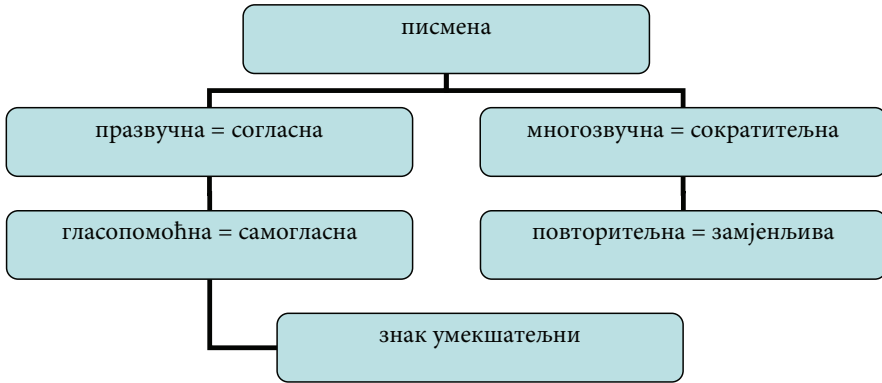 писмена
празвучна = согласна
многозвучна = сократитељна
гласопомоћна = самогласна
повторитељна = замјенљива
знак умекшатељни